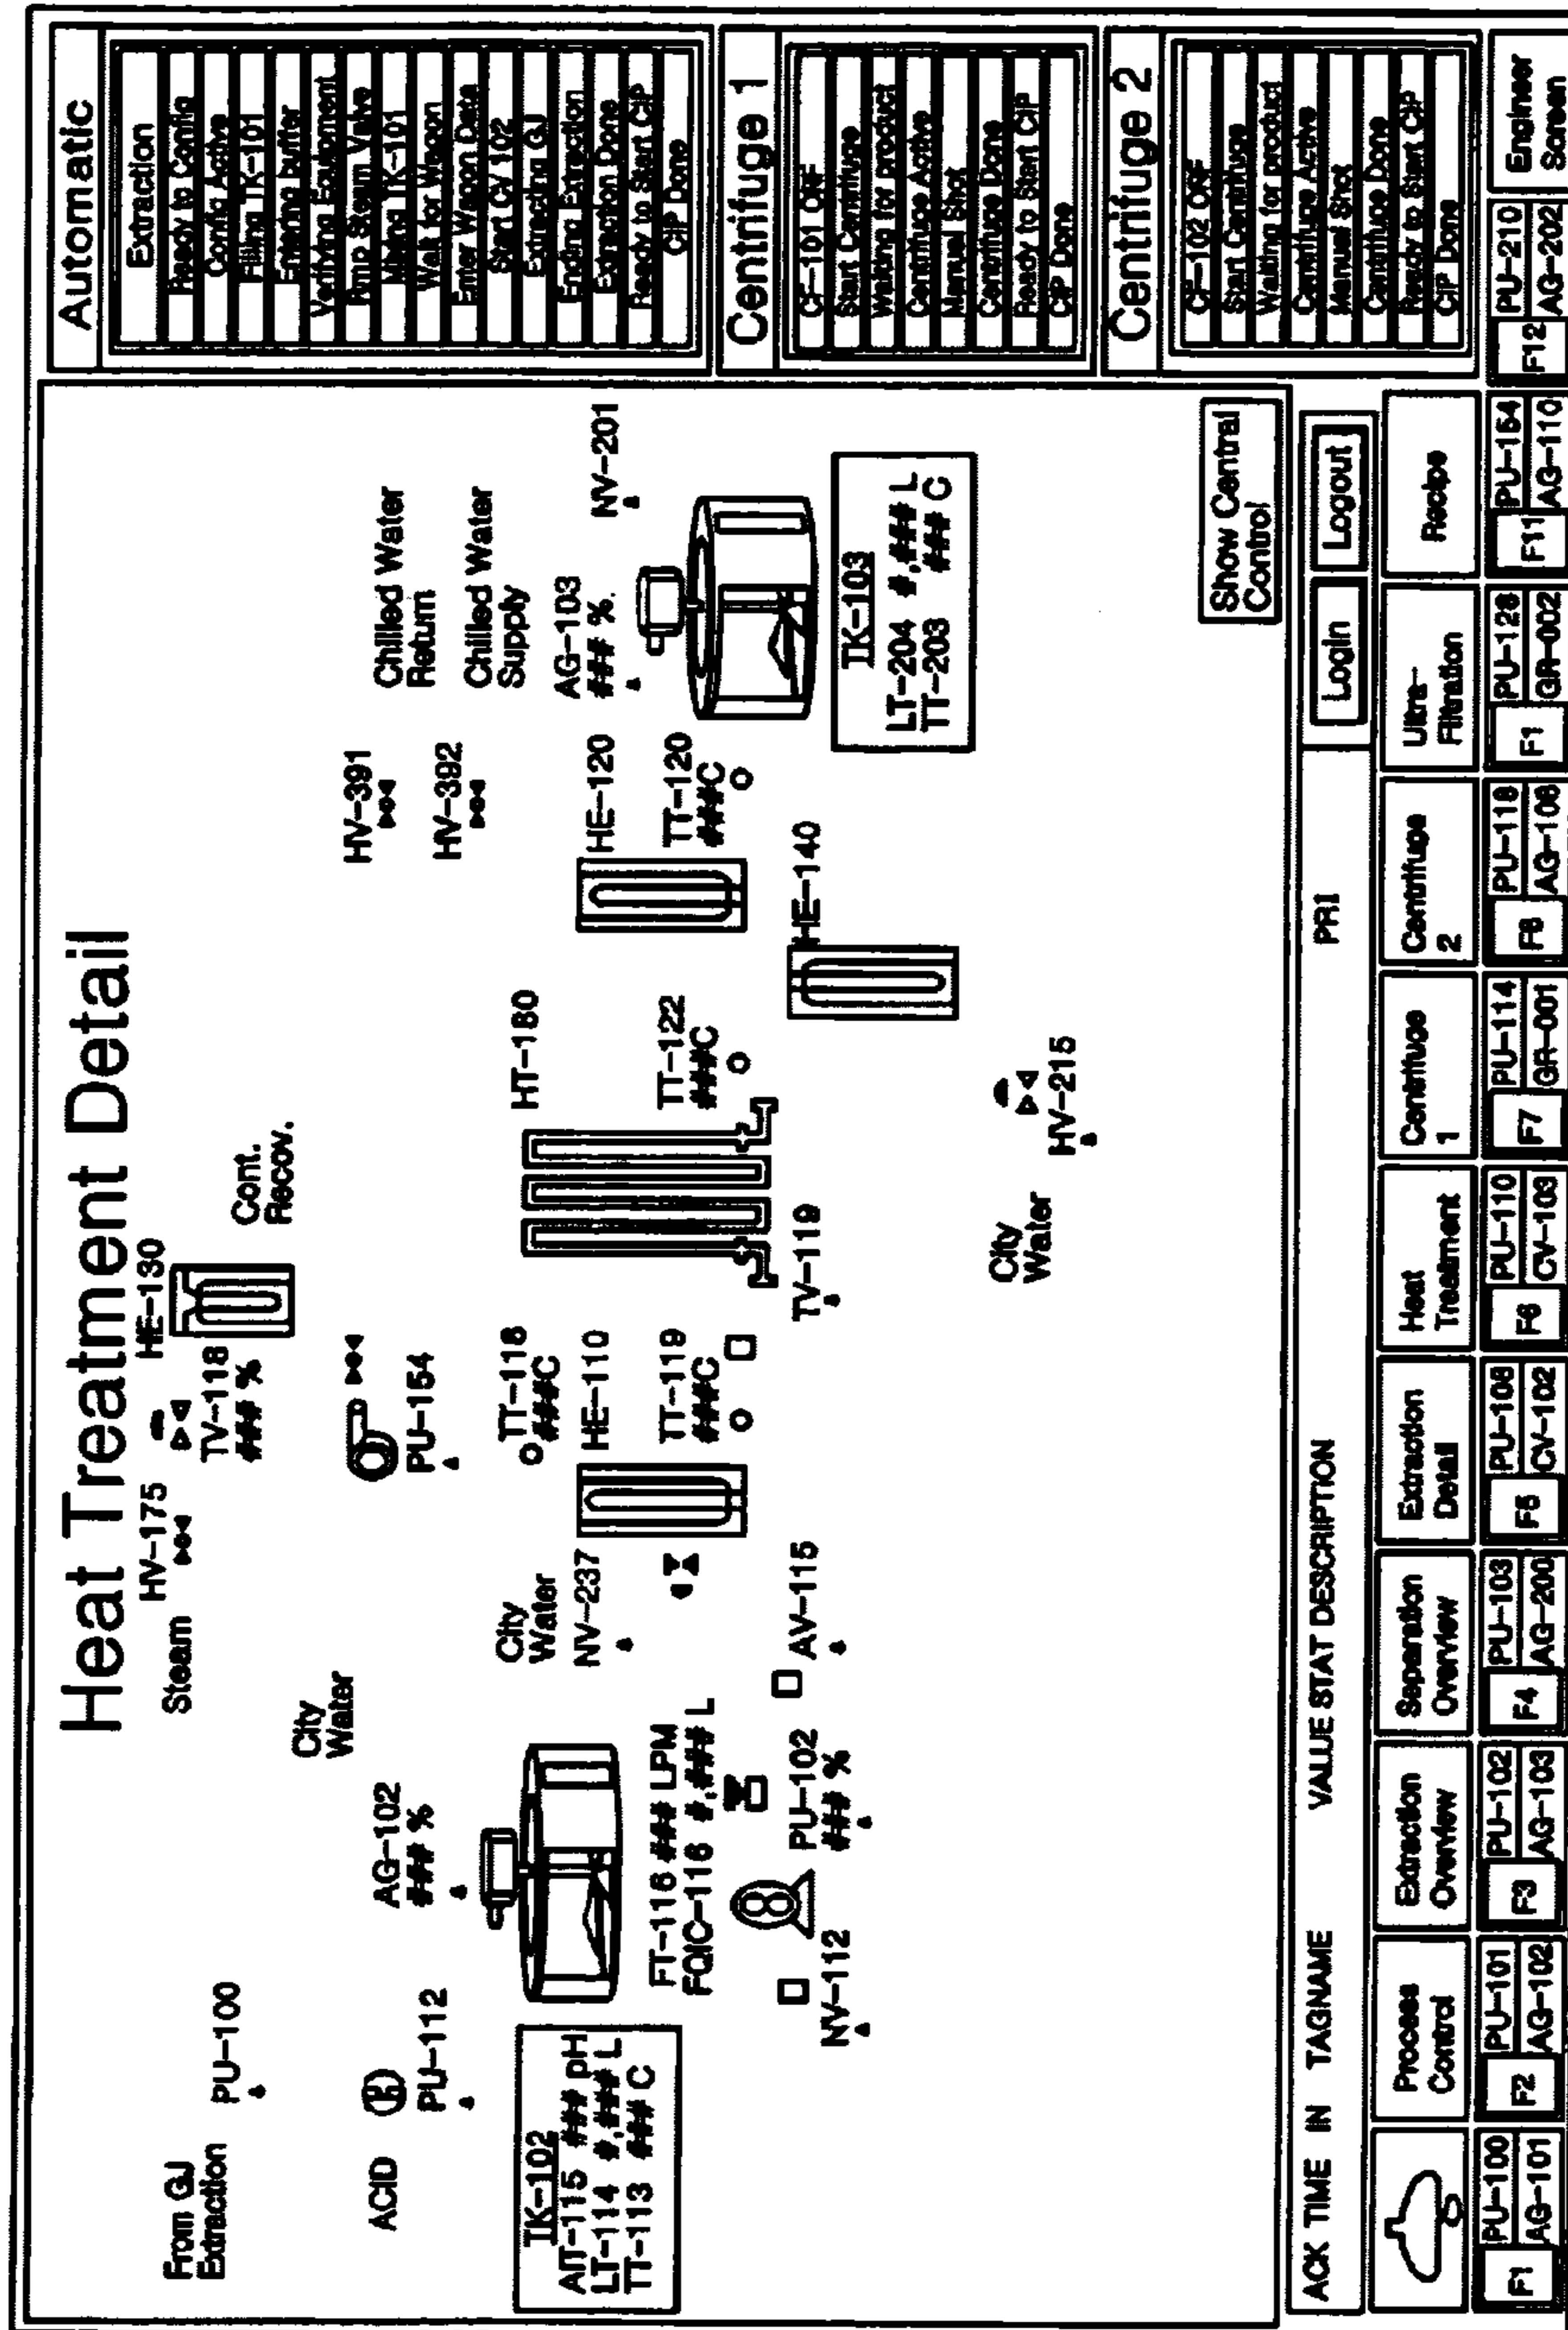 Heat Treatment Detail
From GJ
Extraction
PU-100
ACID
PU-112
City
Water
AG-102
### %
Steam
HV-175
TV-118
### %
HE-130
Cont.
Recov.
PU-154
HV-391
HV-392
Chilled Water
Return
Chilled Water
Supply
TK-102
AIT-115 ### pH
LT-114 #,### L
TT-113 ### C
FT-116 ### LPM
FQIC-116 #,### L
City
Water
NV-237
TT-118
###C
HE-110
TT-119
###C
HT-180
TT-122
###C
HE-120
TT-120
###C
AG-103
### %
NV-201
NV-112
PU-102
### %
AV-115
TV-119
HE-140
TK-103
LT-204 #,### L
TT-203 ### C
City
Water
HV-215
Show Central
Control
Automatic
Extraction
Ready to Config
Config Active
Filling TK-101
Entering buffer
Verifying Equipment
Pump Steam Valve
Mixing TK-101
Wait for Wagon
Enter Wagon Data
Start CV 102
Extracting GJ
Ending Extraction
Extraction Done
Ready to Start CIP
CIP Done
Centrifuge 1
CF-101 OFF
Start Centrifuge
Waiting for product
Centrifuge Active
Manual Shot
Centrifuge Done
Ready to Start CIP
CIP Done
Centrifuge 2
CF-102 OFF
Start Centrifuge
Waiting for product
Centrifuge Active
Manual Shot
Centrifuge Done
Ready to Start CIP
CIP Done
ACK TIME IN TAGNAME VALUE STAT DESCRIPTION PRI
Login
Logout
Process
Control
Extraction
Overview
Separation
Overview
Extraction
Detail
Heat
Treatment
Centrifuge
1
Centrifuge
2
Ultra-
Filtration
Recipe
F1 PU-100 AG-101
F2 PU-101 AG-102
F3 PU-102 AG-103
F4 PU-103 AG-200
F5 PU-108 CV-102
F6 PU-110 CV-103
F7 PU-114 GR-001
F8 PU-118 AG-106
F1 PU-128 GR-002
F11 PU-154 AG-110
F12 PU-210 AG-202
Engineer
Screen